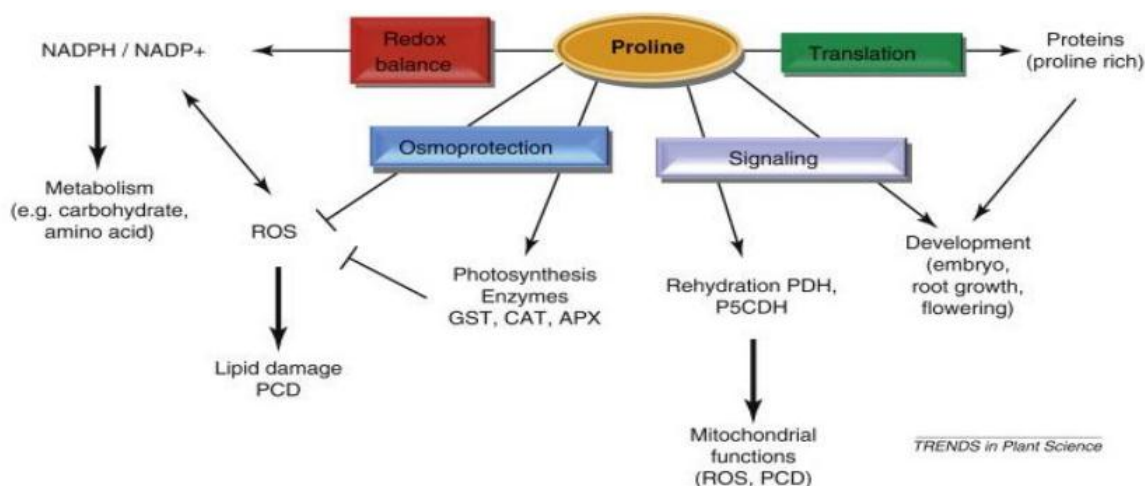 NADPH / NADP+
Redox
balance
Proline
Translation
Proteins
(proline rich)
Osmoprotection
Signaling
Metabolism
(e.g. carbohydrate,
amino acid)
ROS
Photosynthesis
Enzymes
GST, CAT, APX
Rehydration PDH,
P5CDH
Development
(embryo,
root growth,
flowering)
Lipid damage
PCD
Mitochondrial
functions
(ROS, PCD)
TRENDS in Plant Science